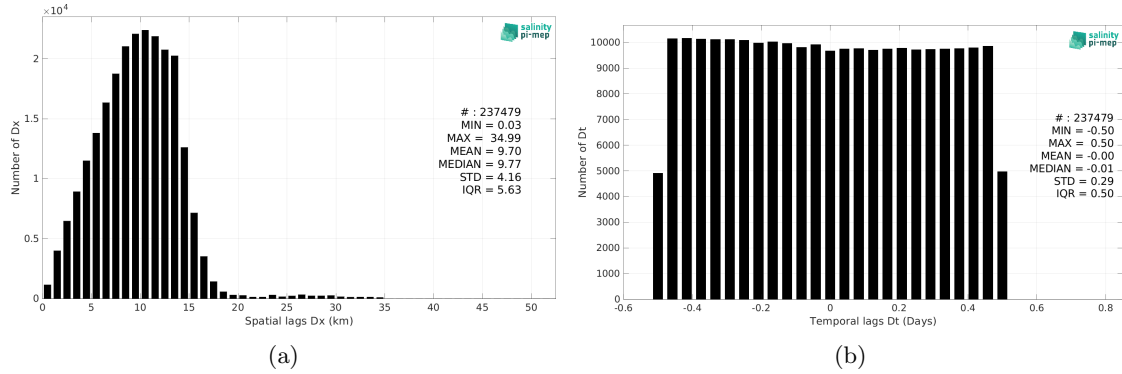 ×10⁴
2
1.5
1
0.5
0
Number of Dx
salinity
pi-mep
# : 237479
MIN = 0.03
MAX = 34.99
MEAN = 9.70
MEDIAN = 9.77
STD = 4.16
IQR = 5.63
0 5 10 15 20 25 30 35 40 45 50
Spatial lags Dx (km)
(a)
10000
9000
8000
7000
6000
5000
4000
3000
2000
1000
0
Number of Dt
salinity
pi-mep
# : 237479
MIN = -0.50
MAX = 0.50
MEAN = -0.00
MEDIAN = -0.01
STD = 0.29
IQR = 0.50
-0.6 -0.4 -0.2 0 0.2 0.4 0.6 0.8
Temporal lags Dt (Days)
(b)